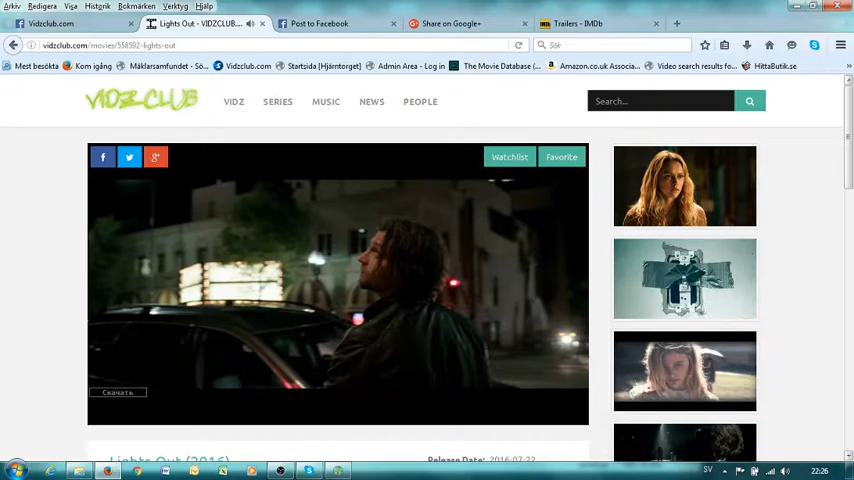 Arkiv Redigera Visa Historik Bokmärken Verktyg Hjälp
Vidzclub.com
Lights Out - VIDZCLUB....
Post to Facebook
Share on Google+
Trailers - IMDb
vidzclub.com/movies/558592-lights-out
Sök
Mest besökta Kom igång Mäklarsamfundet - Sö... Vidzclub.com Startsida [Hjärntorget] Admin Area - Log in The Movie Database (... Amazon.co.uk Associa... Video search results fo... HittaButik.se
VIDZCLUB
VIDZ SERIES MUSIC NEWS PEOPLE
Search...
Watchlist Favorite
Скачать
Lights Out (2016)
Release Date: 2016-07-22
SV
22:26